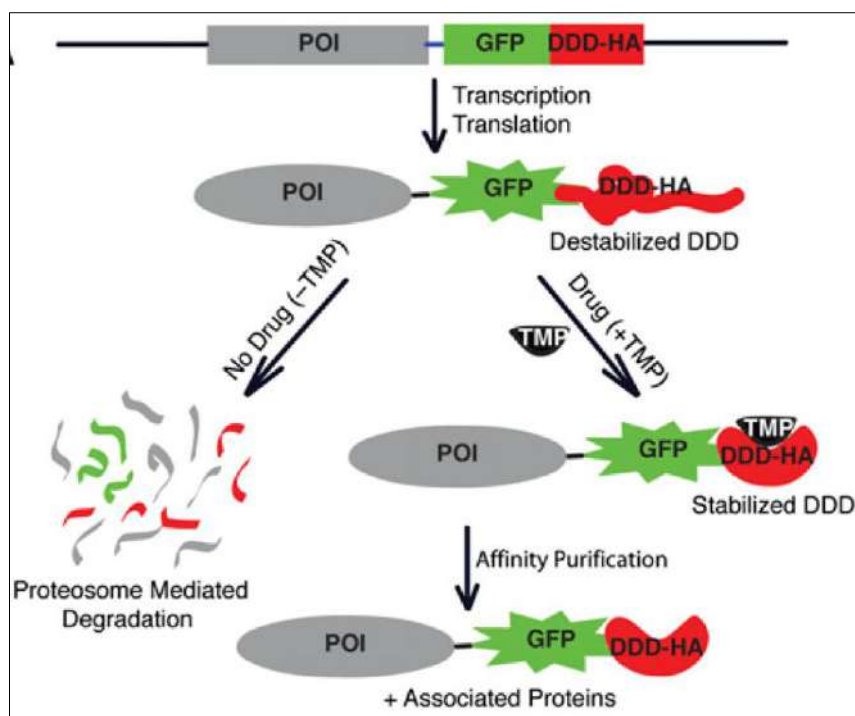 POI GFP DDD-HA
Transcription
Translation
POI GFP DDD-HA
Destabilized DDD
No Drug (–TMP)
Drug (+TMP)
TMP
TMP
POI GFP DDD-HA
Stabilized DDD
Affinity Purification
Proteosome Mediated
Degradation
POI GFP DDD-HA
+ Associated Proteins